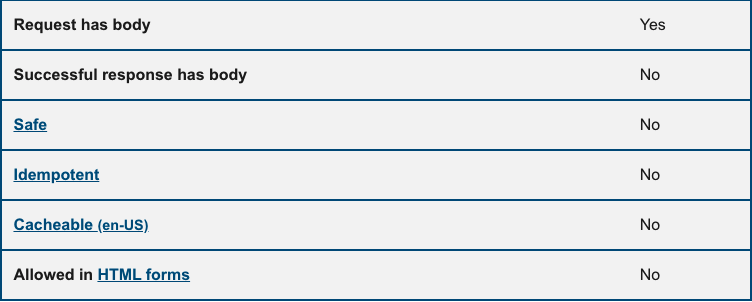 Request has body Yes
Successful response has body No
Safe No
Idempotent No
Cacheable (en-US) No
Allowed in HTML forms No